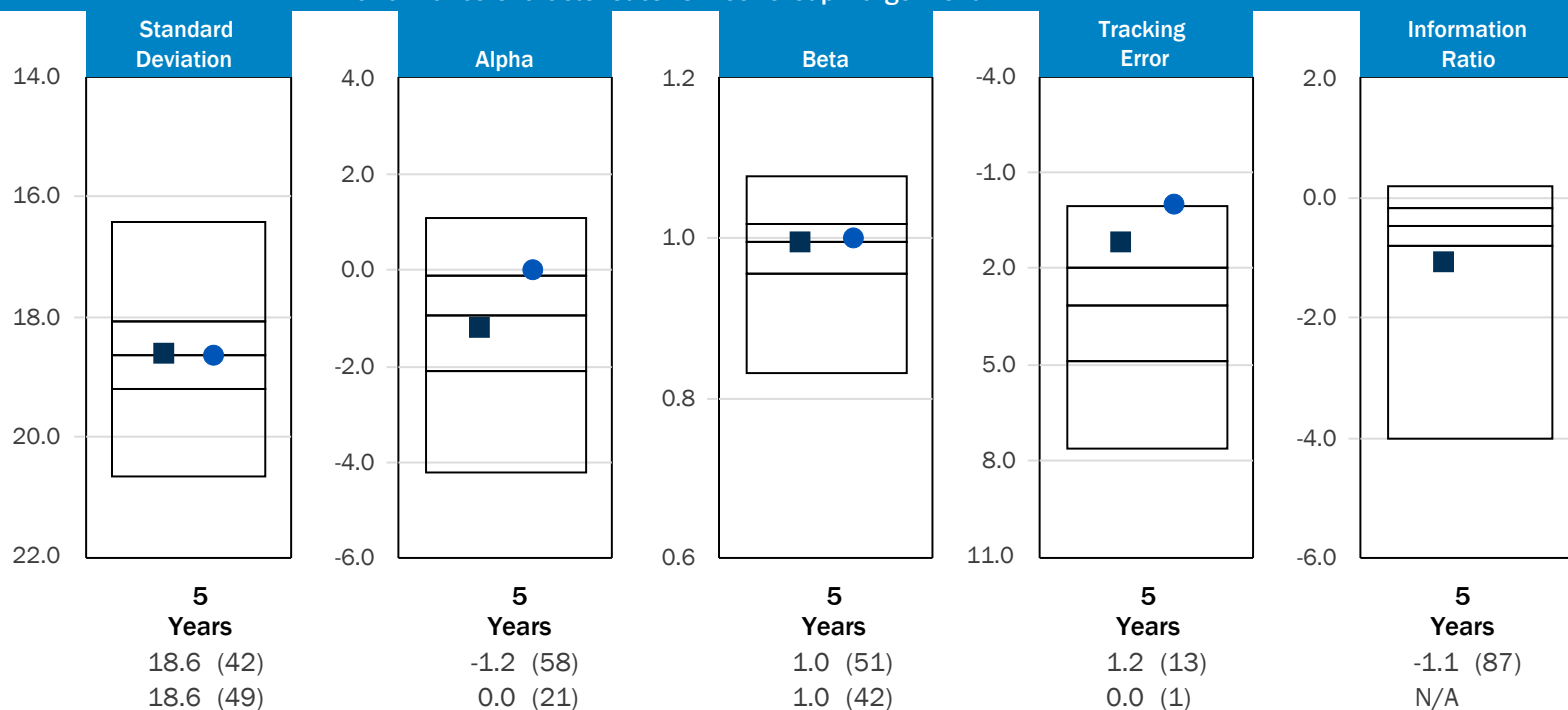 Standard
Deviation
Alpha
Beta
Tracking
Error
Information
Ratio
14.0
16.0
18.0
20.0
22.0
4.0
2.0
0.0
-2.0
-4.0
-6.0
1.2
1.0
0.8
0.6
-4.0
-1.0
2.0
5.0
8.0
11.0
2.0
0.0
-2.0
-4.0
-6.0
5 5 5 5 5
Years Years Years Years Years
18.6 (42) -1.2 (58) 1.0 (51) 1.2 (13) -1.1 (87)
18.6 (49) 0.0 (21) 1.0 (42) 0.0 (1) N/A